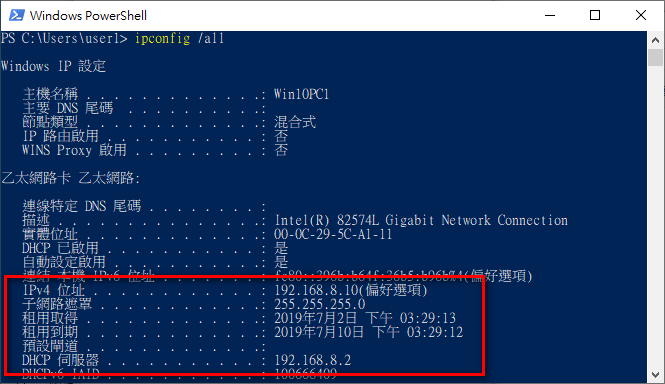 Windows PowerShell
PS C:\Users\user1> ipconfig /all
Windows IP 設定
主機名稱 . . . . . . . . . . . . . : Win10PC1
主要 DNS 尾碼 . . . . . . . . . . . :
節點類型 . . . . . . . . . . . . . : 混合式
IP 路由啟用 . . . . . . . . . . . : 否
WINS Proxy 啟用 . . . . . . . . . : 否
乙太網路卡 乙太網路:
連線特定 DNS 尾碼 . . . . . . . . :
描述 . . . . . . . . . . . . . . . : Intel(R) 82574L Gigabit Network Connection
實體位址 . . . . . . . . . . . . . : 00-0C-29-5C-A1-11
DHCP 已啟用 . . . . . . . . . . . : 是
自動設定啟用 . . . . . . . . . . . : 是
連結-本機 IPv6 位址 . . . . . . . : (偏好選項)
IPv4 位址 . . . . . . . . . . . . : 192.168.8.10(偏好選項)
子網路遮罩 . . . . . . . . . . . . : 255.255.255.0
租用取得 . . . . . . . . . . . . . : 2019年7月2日 下午 03:29:13
租用到期 . . . . . . . . . . . . . : 2019年7月10日 下午 03:29:12
預設閘道 . . . . . . . . . . . . . :
DHCP 伺服器 . . . . . . . . . . . : 192.168.8.2
DHCPv6 IAID . . . . . . . . . . . : 100666409